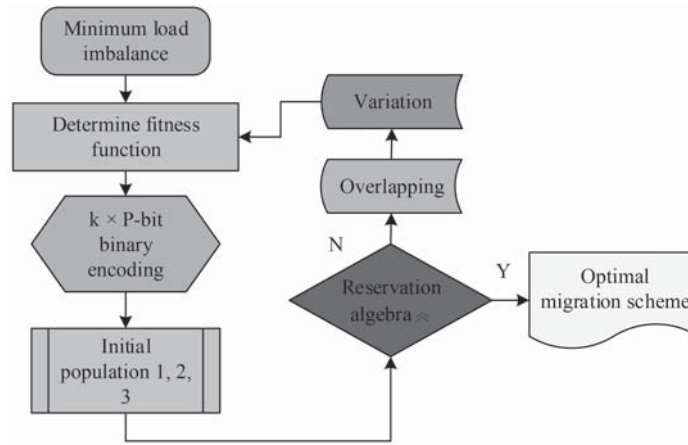 Minimum load
imbalance
Determine fitness
function
k × P-bit
binary
encoding
Initial
population 1, 2,
3
Variation
Overlapping
N
Reservation
algebra ≫
Y
Optimal
migration scheme